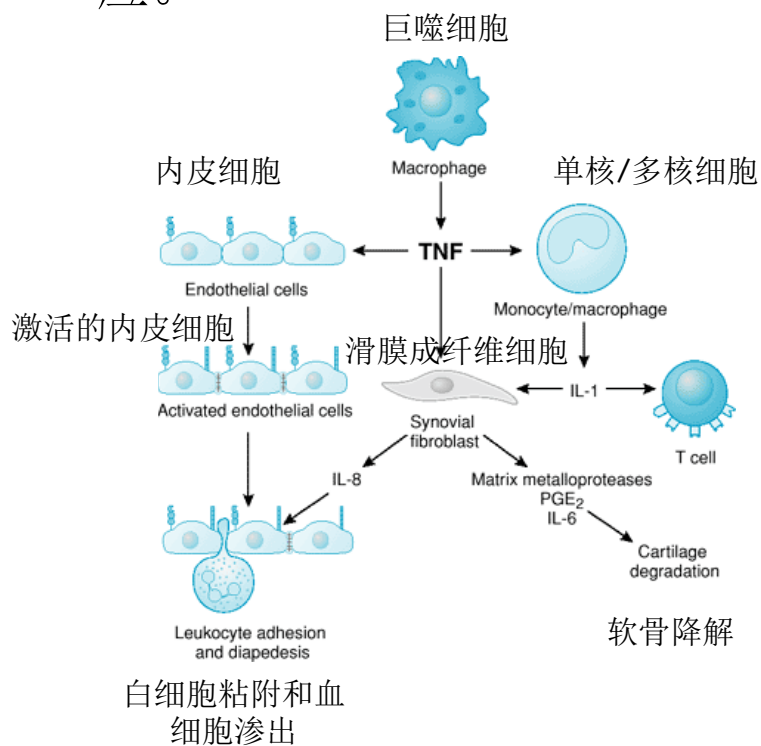 巨噬细胞
Macrophage
内皮细胞
单核/多核细胞
TNF
Endothelial cells
Monocyte/macrophage
激活的内皮细胞
滑膜成纤维细胞
IL-1
Activated endothelial cells
Synovial
fibroblast
T cell
IL-8
Matrix metalloproteases
PGE2
IL-6
Cartilage
degradation
Leukocyte adhesion
and diapedesis
软骨降解
白细胞粘附和血
细胞渗出